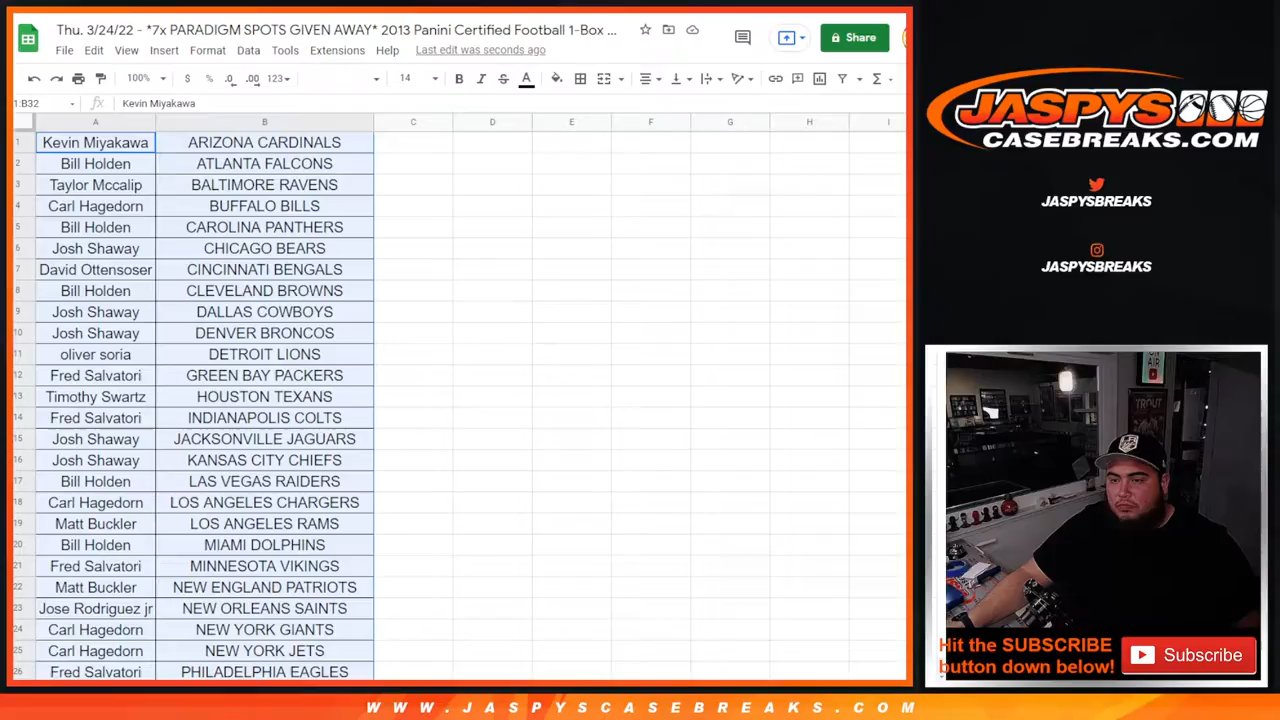 Thu. 3/24/22 - *7x PARADIGM SPOTS GIVEN AWAY* 2013 Panini Certified Football 1-Box ...
File Edit View Insert Format Data Tools Extensions Help Last edit was seconds ago
Share
100% $ % .0 .00 123 14 B I S A
1:B32 fx Kevin Miyakawa
A B C D E F G H I
1 Kevin Miyakawa ARIZONA CARDINALS
2 Bill Holden ATLANTA FALCONS
3 Taylor Mccalip BALTIMORE RAVENS
4 Carl Hagedorn BUFFALO BILLS
5 Bill Holden CAROLINA PANTHERS
6 Josh Shaway CHICAGO BEARS
7 David Ottensoser CINCINNATI BENGALS
8 Bill Holden CLEVELAND BROWNS
9 Josh Shaway DALLAS COWBOYS
10 Josh Shaway DENVER BRONCOS
11 oliver soria DETROIT LIONS
12 Fred Salvatori GREEN BAY PACKERS
13 Timothy Swartz HOUSTON TEXANS
14 Fred Salvatori INDIANAPOLIS COLTS
15 Josh Shaway JACKSONVILLE JAGUARS
16 Josh Shaway KANSAS CITY CHIEFS
17 Bill Holden LAS VEGAS RAIDERS
18 Carl Hagedorn LOS ANGELES CHARGERS
19 Matt Buckler LOS ANGELES RAMS
20 Bill Holden MIAMI DOLPHINS
21 Fred Salvatori MINNESOTA VIKINGS
22 Matt Buckler NEW ENGLAND PATRIOTS
23 Jose Rodriguez jr NEW ORLEANS SAINTS
24 Carl Hagedorn NEW YORK GIANTS
25 Carl Hagedorn NEW YORK JETS
26 Fred Salvatori PHILADELPHIA EAGLES
JASPYS
CASEBREAKS.COM
JASPYSBREAKS
JASPYSBREAKS
ON AIR
TROUT
Hit the SUBSCRIBE
button down below!
Subscribe
WWW.JASPYSCASEBREAKS.COM